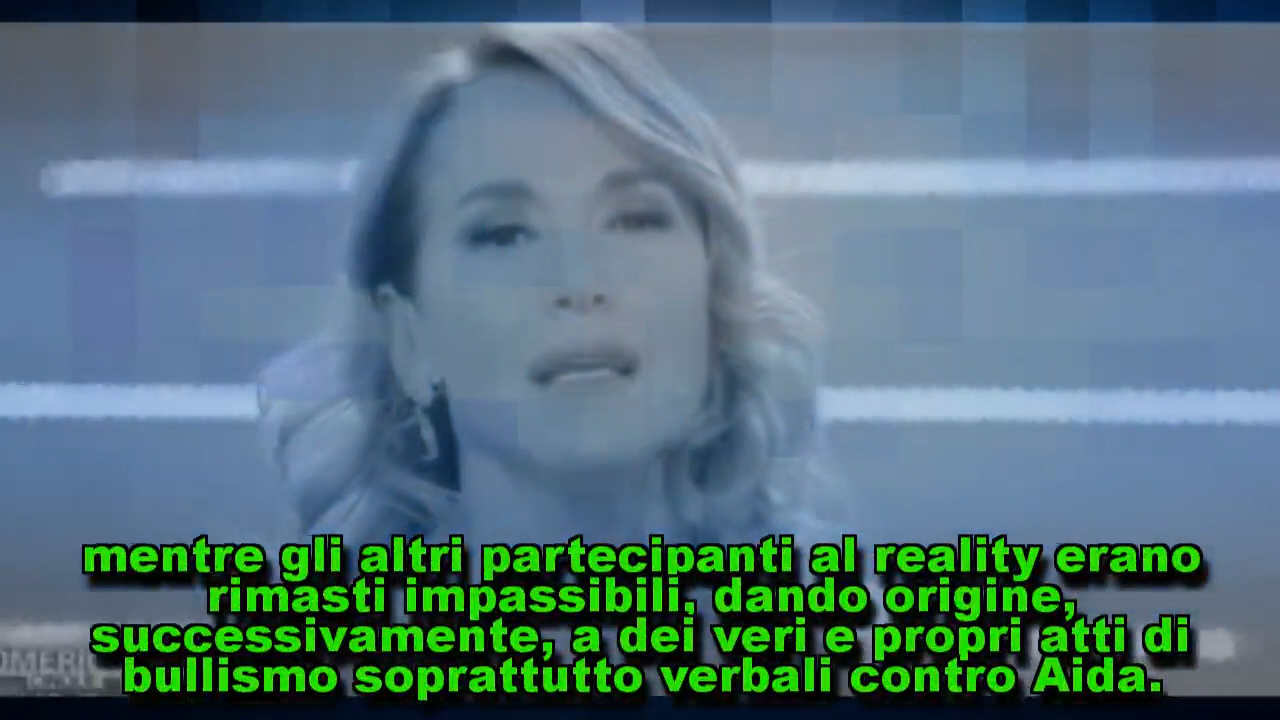 mentre gli altri partecipanti al reality erano
rimasti impassibili, dando origine,
successivamente, a dei veri e propri atti di
bullismo soprattutto verbali contro Aida.